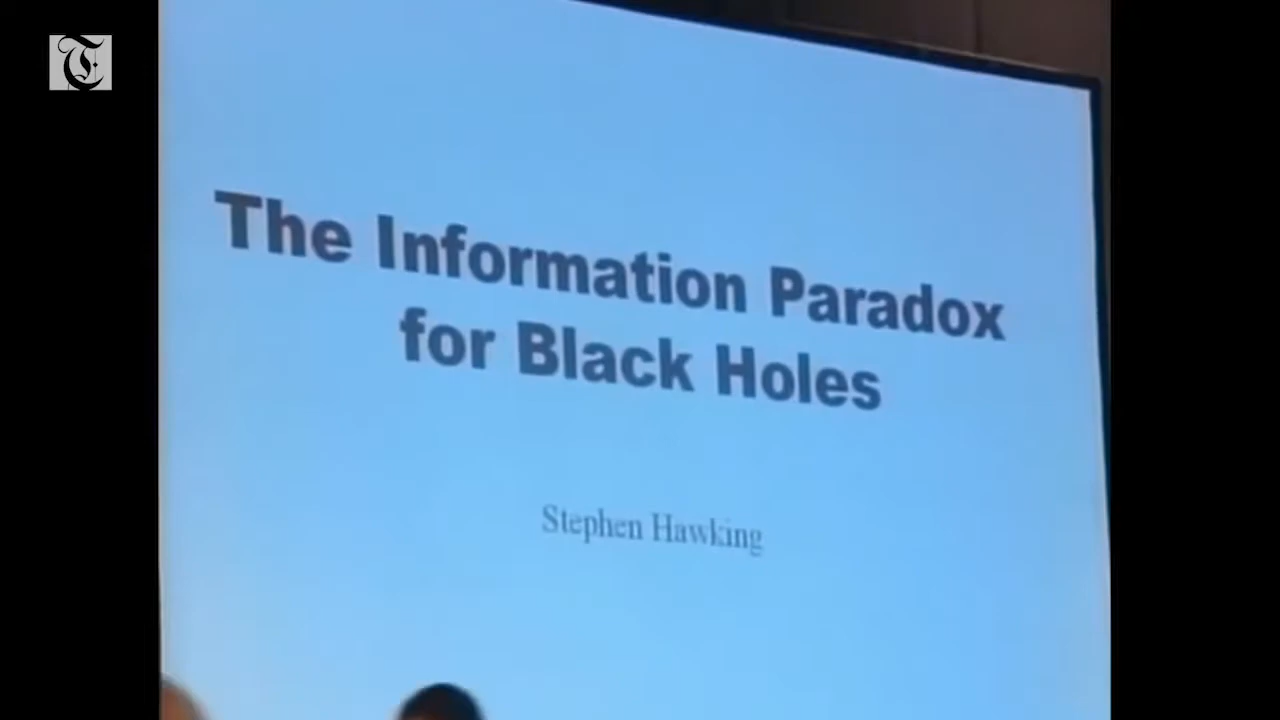 T
The Information Paradox
for Black Holes
Stephen Hawking